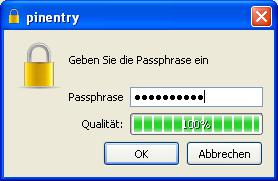 pinentry
Geben Sie die Passphrase ein
Passphrase ●●●●●●●●●●
Qualität: 100%
OK Abbrechen